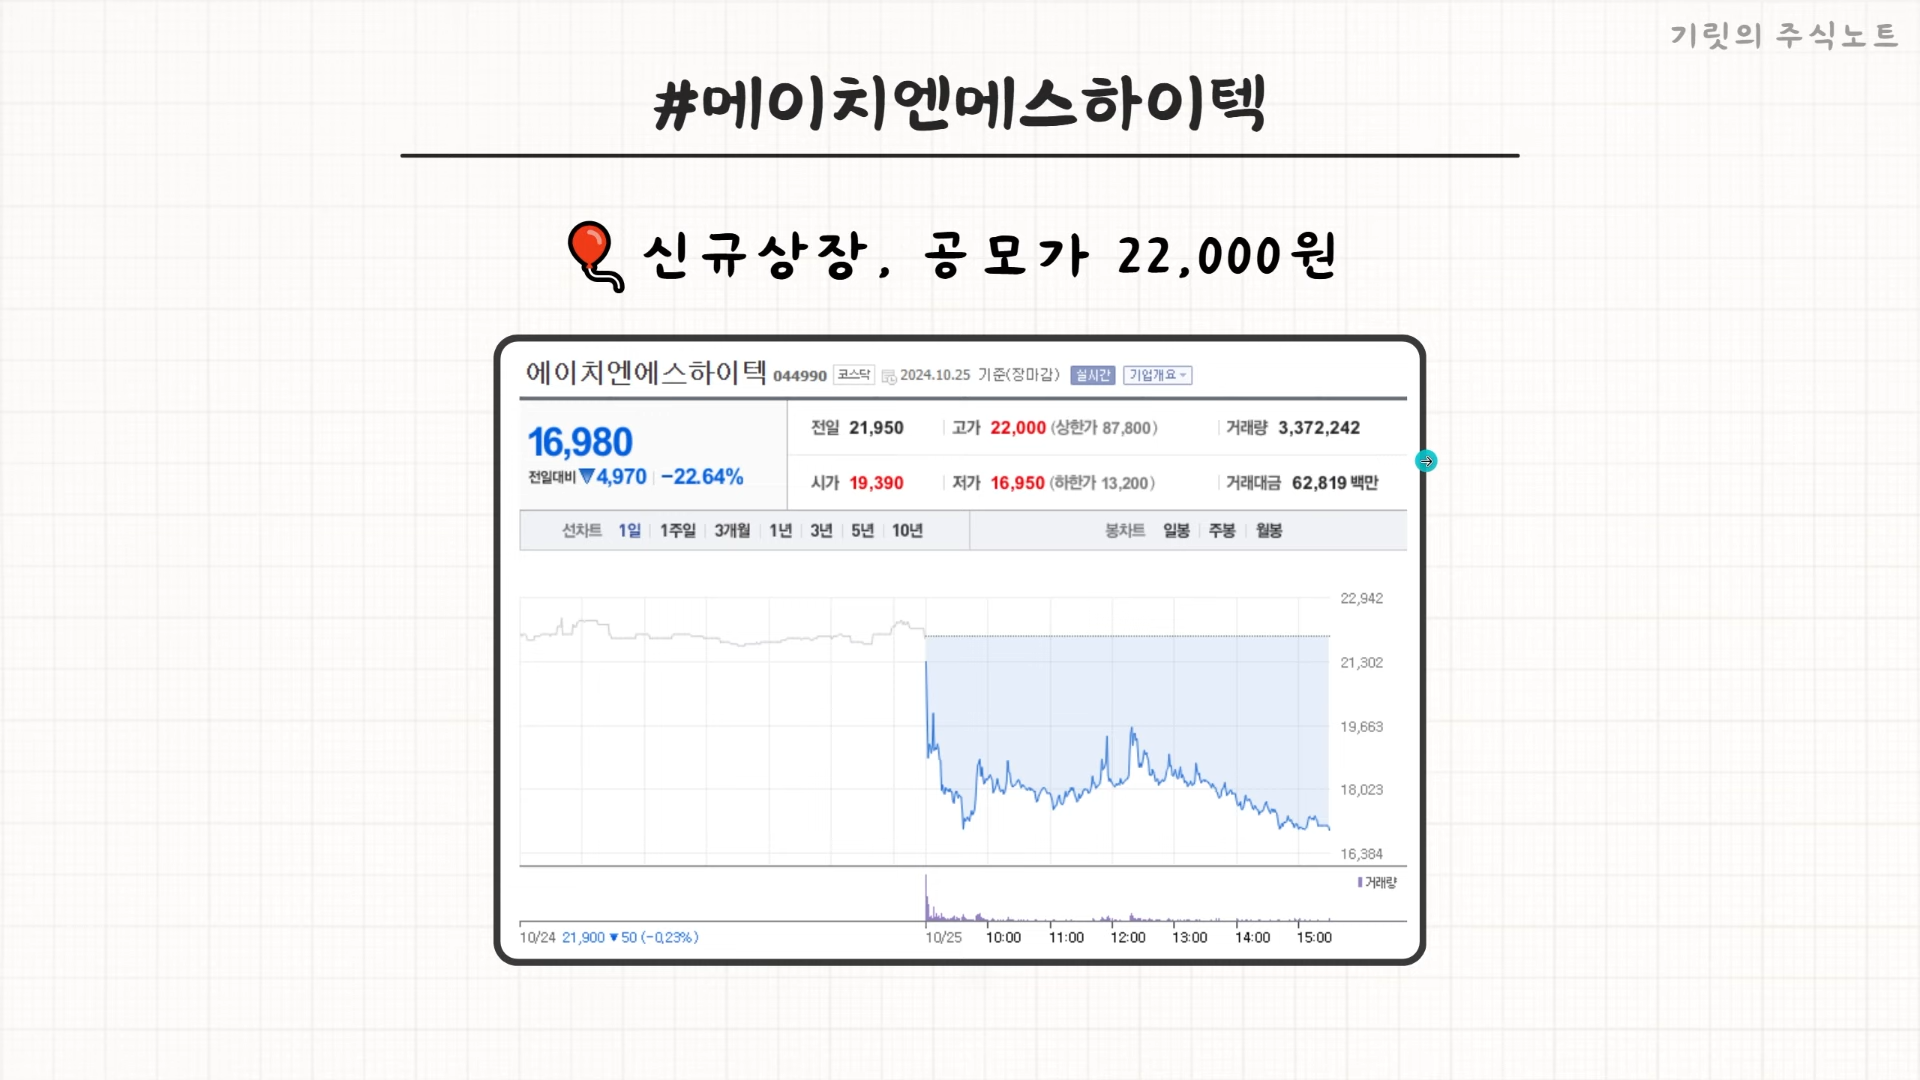 기릿의 주식노트
#메이치엔메스하이텍
신규상장, 공모가 22,000원
에이치엔에스하이텍 044990 코스닥 2024.10.25 기준(장마감) 실시간 기업개요
16,980
전일대비 ▼4,970 -22.64%
전일 21,950 고가 22,000 (상한가 87,800) 거래량 3,372,242
시가 19,390 저가 16,950 (하한가 13,200) 거래대금 62,819 백만
선차트 1일 1주일 3개월 1년 3년 5년 10년 봉차트 일봉 주봉 월봉
22,942
21,302
19,663
18,023
16,384
거래량
10/24 21,900 ▼ 50 (-0,23%) 10/25 10:00 11:00 12:00 13:00 14:00 15:00